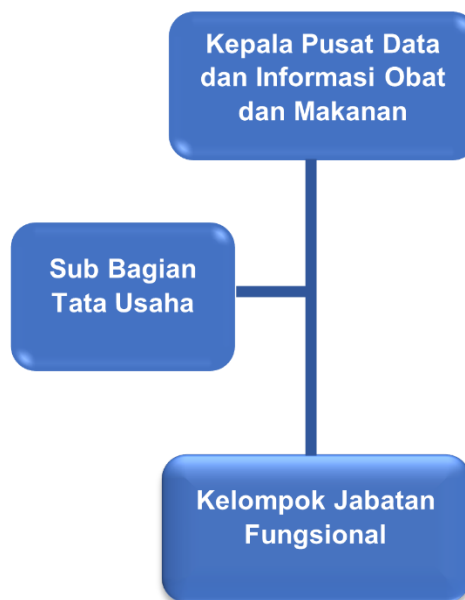 Kepala Pusat Data
dan Informasi Obat
dan Makanan
Sub Bagian
Tata Usaha
Kelompok Jabatan
Fungsional